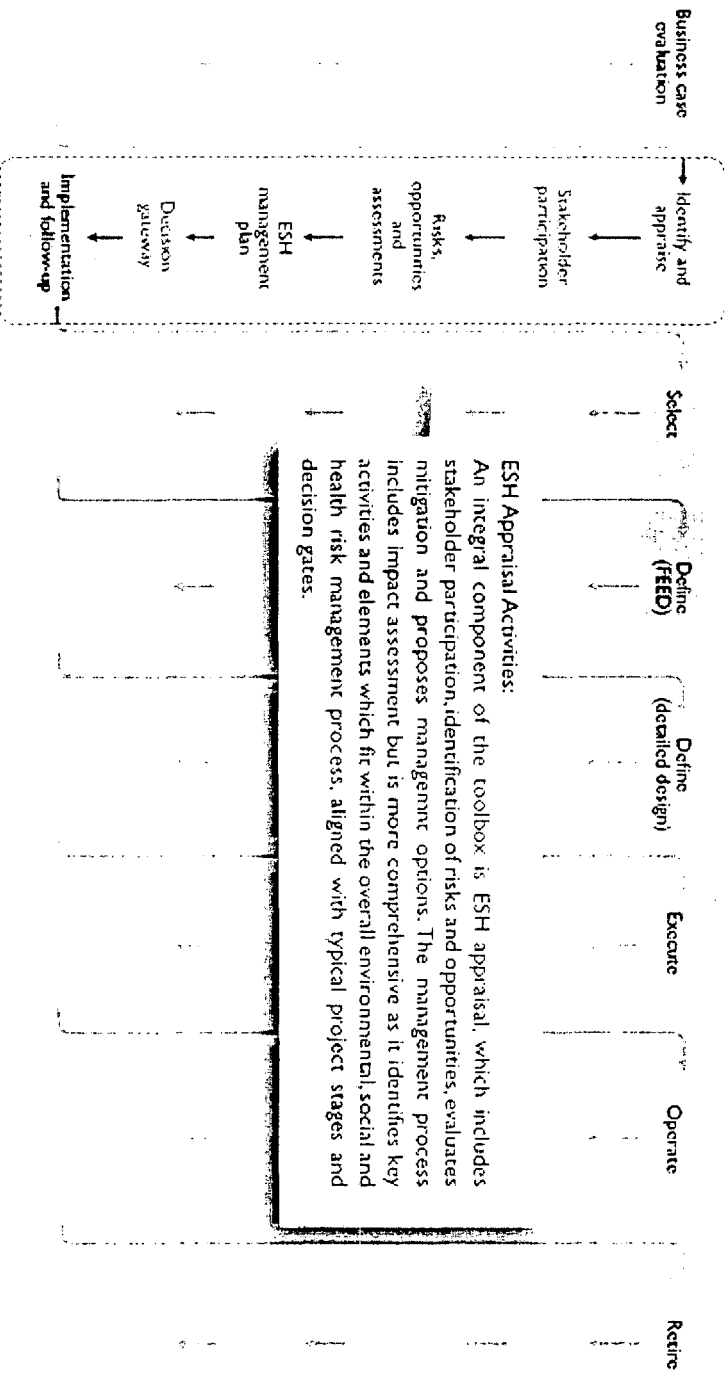 Business case
evaluation
Identify and
appraise
Stakeholder
participation
Risks,
opportunities
and
assessments
ESH
management
plan
Decision
gateway
Implementation
and follow-up
Select
Define
(FEED)
Define
(detailed design)
Execute
Operate
Retire
ESH Appraisal Activities:
An integral component of the toolbox is ESH appraisal, which includes
stakeholder participation, identification of risks and opportunities, evaluates
mitigation and proposes managemnt options. The management process
includes impact assessment but is more comprehensive as it identifies key
activities and elements which fit within the overall environmental, social and
health risk management process, aligned with typical project stages and
decision gates.